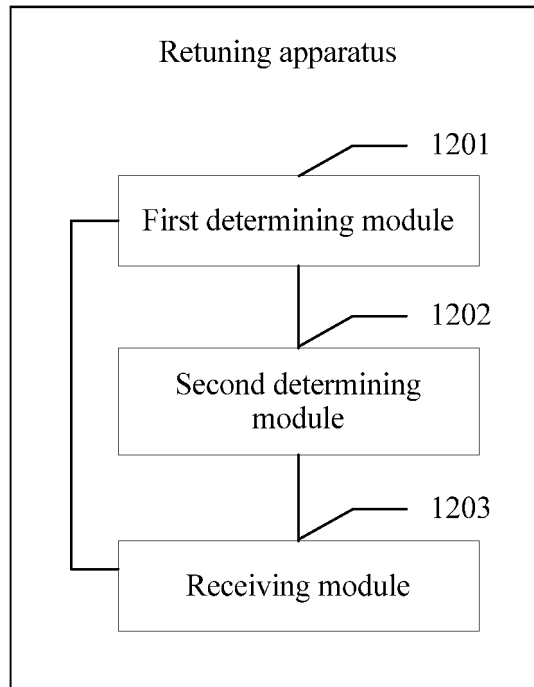 Retuning apparatus
1201
First determining module
1202
Second determining
module
1203
Receiving module